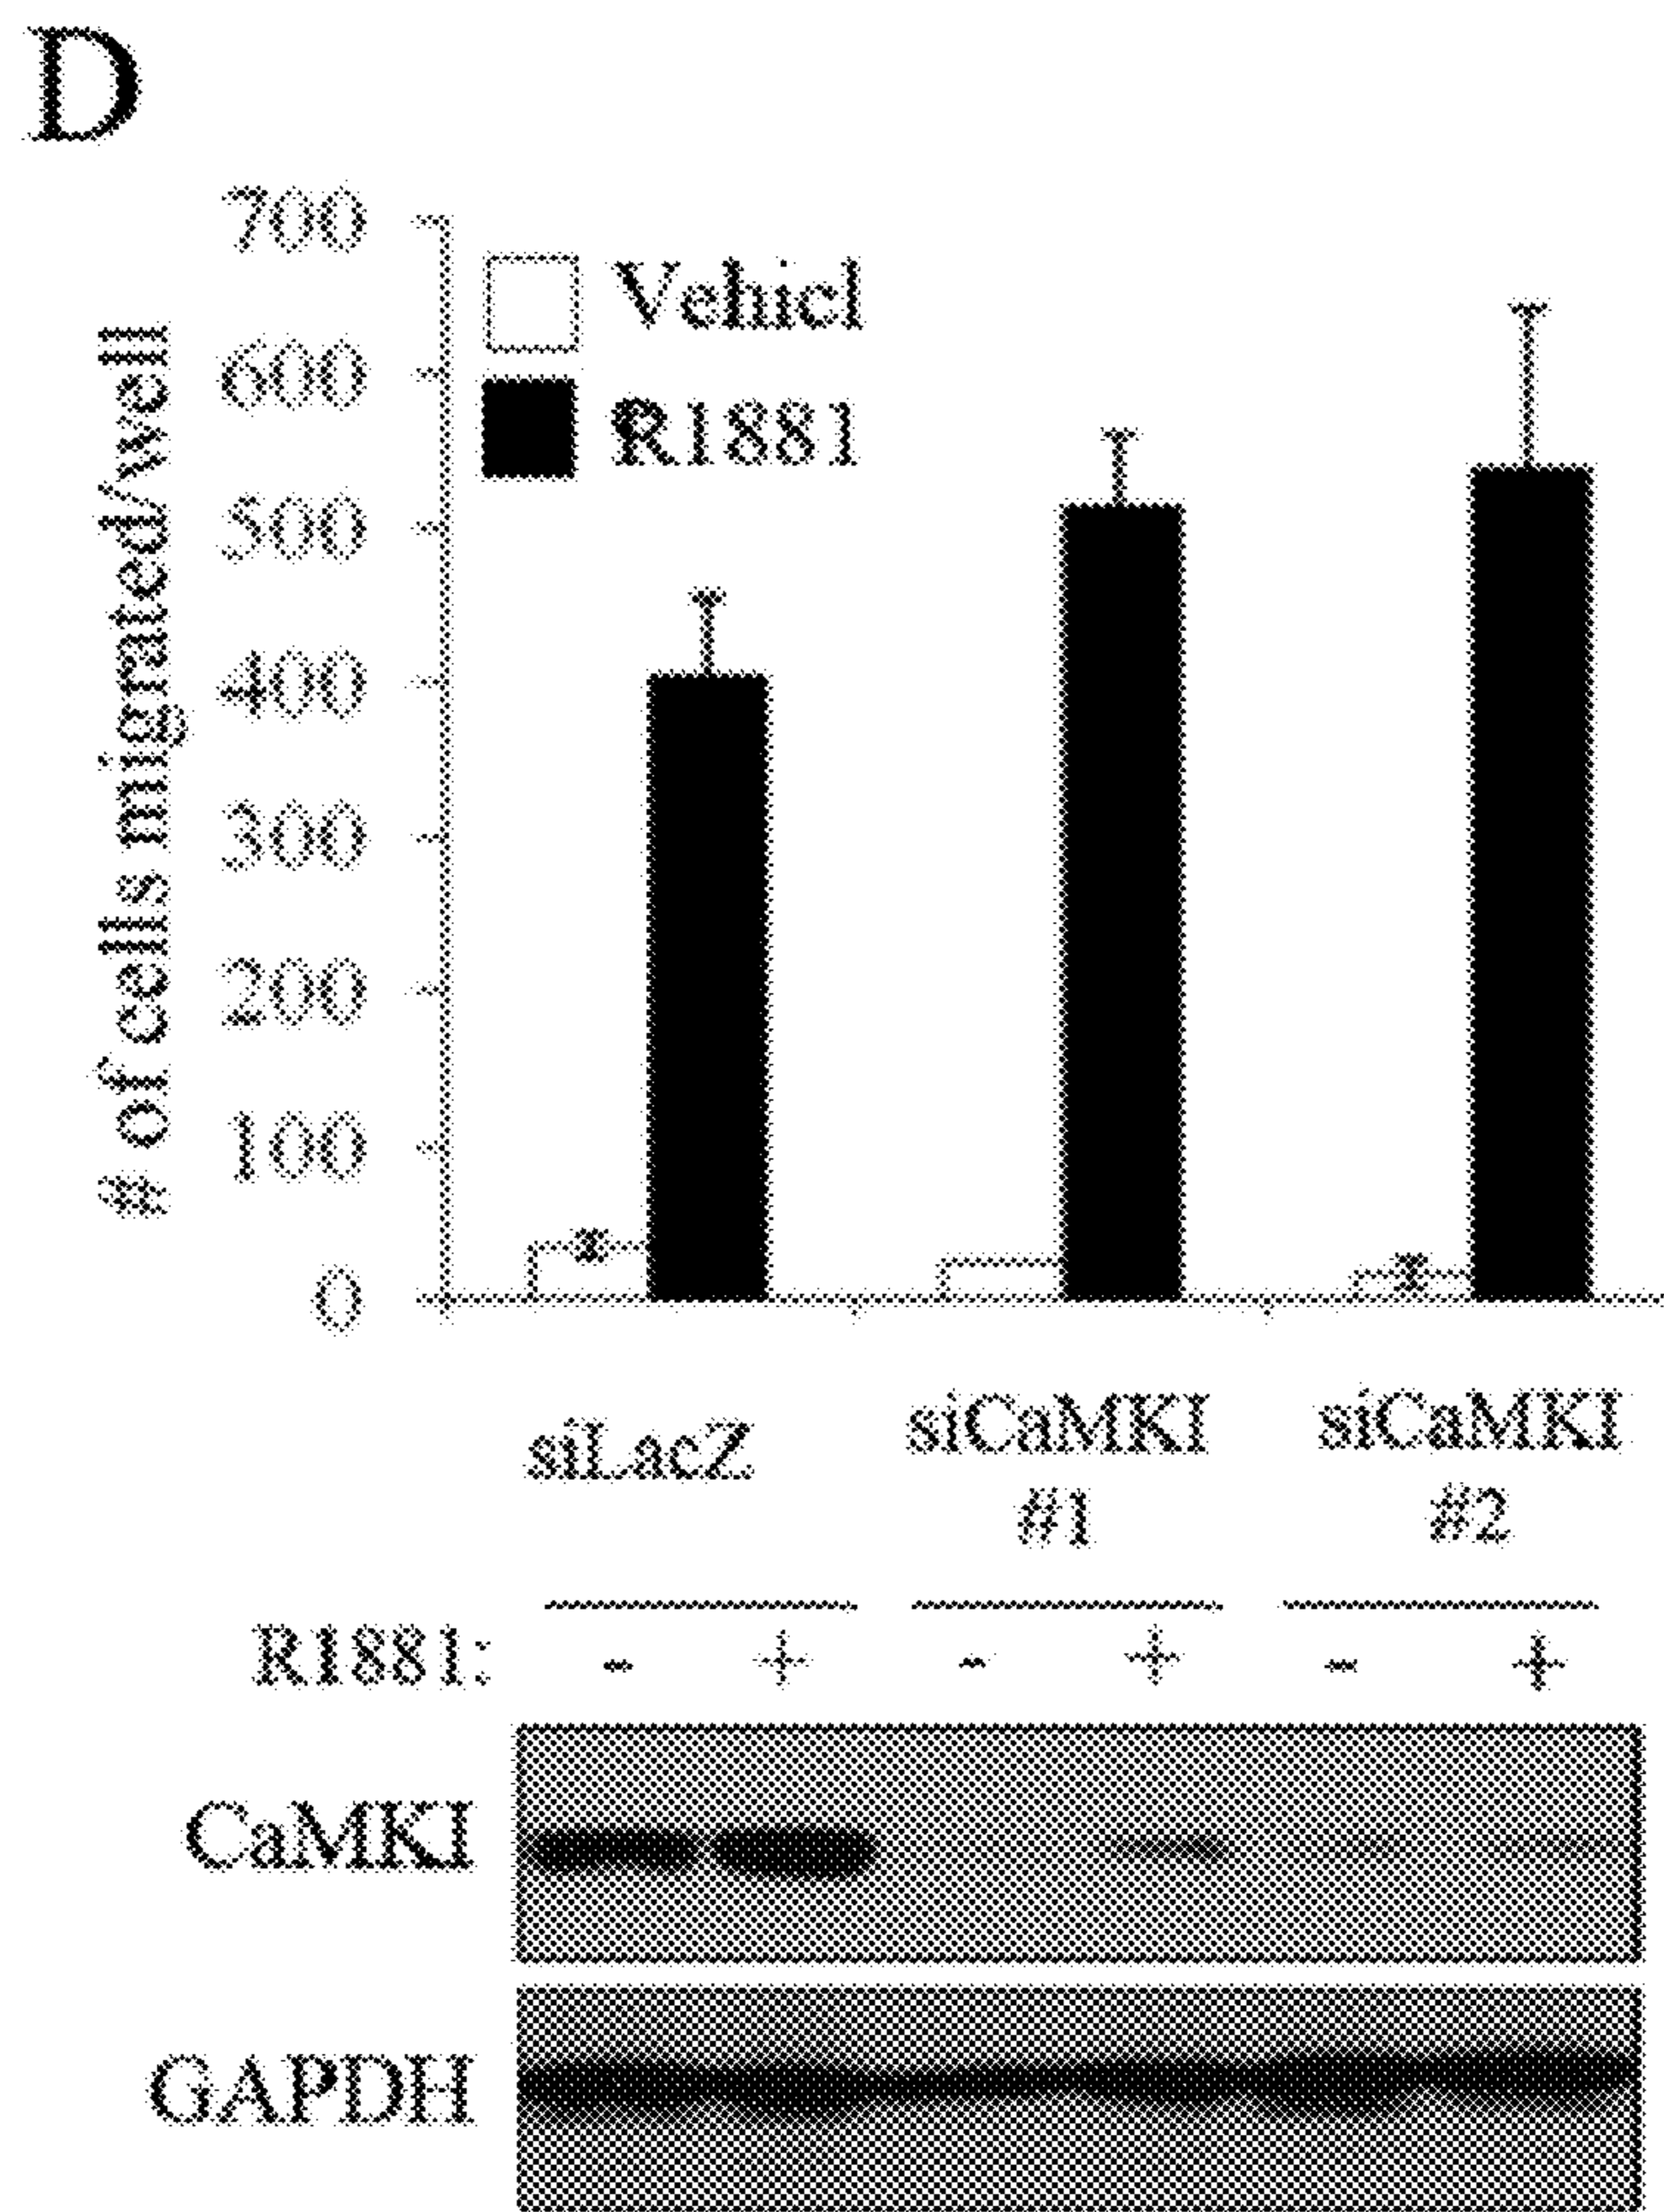 D
# of cells migrated/well
700
600
500
400
300
200
100
0
Vehicl
e
R1881
siLacZ
siCaMKI
#1
siCaMKI
#2
R1881: - + - + - +
CaMKI
GAPDH